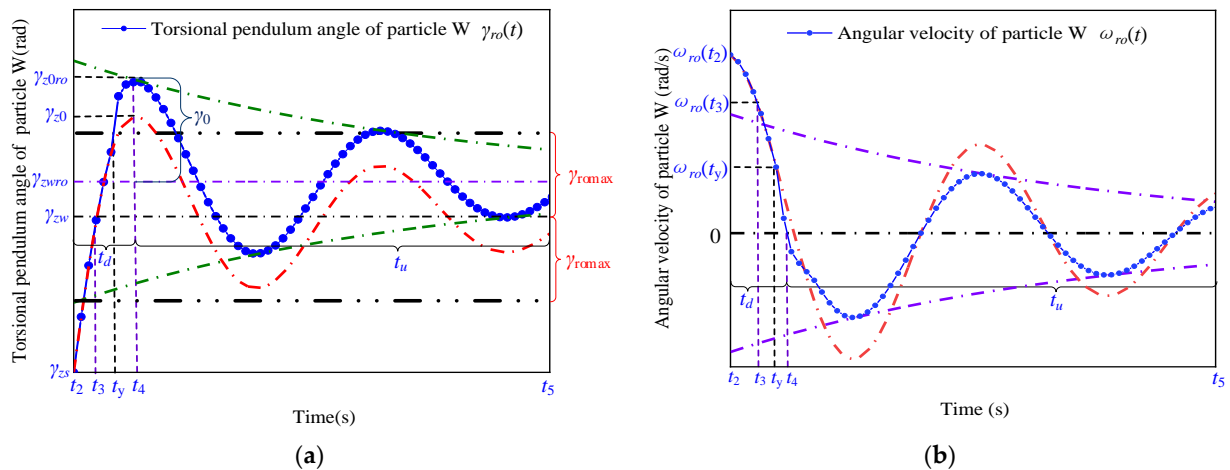 Torsional pendulum angle of particle W γro(t)
Torsional pendulum angle of particle W(rad)
γz0ro
γz0
γzwro
γzw
γzs
γ0
γromax
γromax
td
tu
t2
t3
ty
t4
t5
Time(s)
(a)
Angular velocity of particle W ωro(t)
Angular velocity of particle W (rad/s)
ωro(t2)
ωro(t3)
ωro(ty)
0
td
tu
t2
t3
ty
t4
t5
Time (s)
(b)